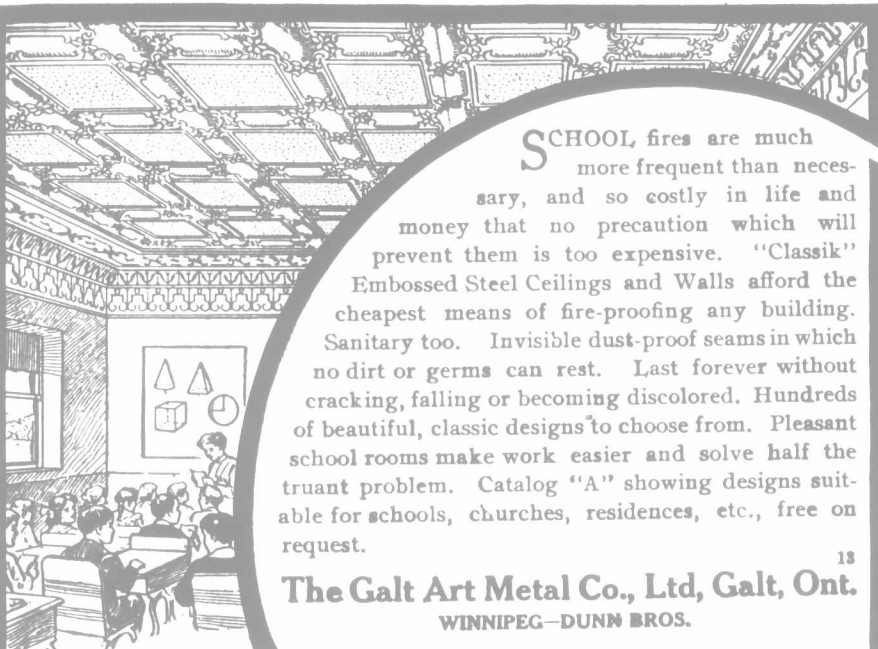 SCHOOL fires are much
more frequent than neces-
sary, and so costly in life and
money that no precaution which will
prevent them is too expensive. "Classik"
Embossed Steel Ceilings and Walls afford the
cheapest means of fire-proofing any building.
Sanitary too. Invisible dust-proof seams in which
no dirt or germs can rest. Last forever without
cracking, falling or becoming discolored. Hundreds
of beautiful, classic designs to choose from. Pleasant
school rooms make work easier and solve half the
truant problem. Catalog "A" showing designs suit-
able for schools, churches, residences, etc., free on
request.
13
The Galt Art Metal Co., Ltd, Galt, Ont.
WINNIPEG—DUNN BROS.